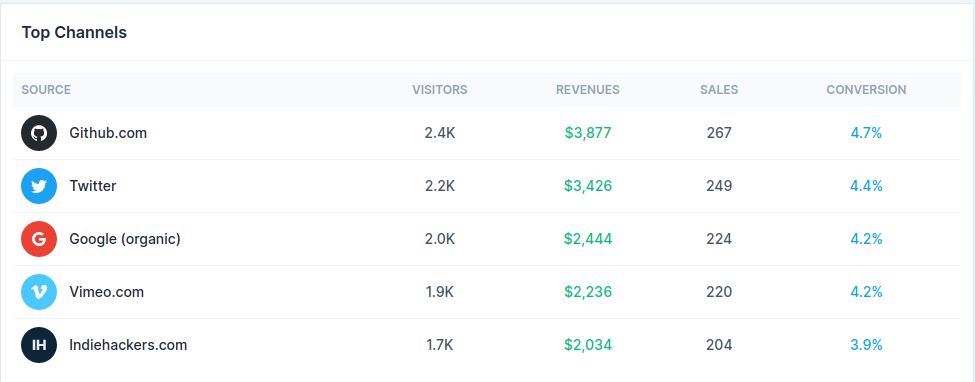 Top Channels
SOURCE VISITORS REVENUES SALES CONVERSION
Github.com 2.4K $3,877 267 4.7%
Twitter 2.2K $3,426 249 4.4%
G Google (organic) 2.0K $2,444 224 4.2%
Vimeo.com 1.9K $2,236 220 4.2%
IH Indiehackers.com 1.7K $2,034 204 3.9%